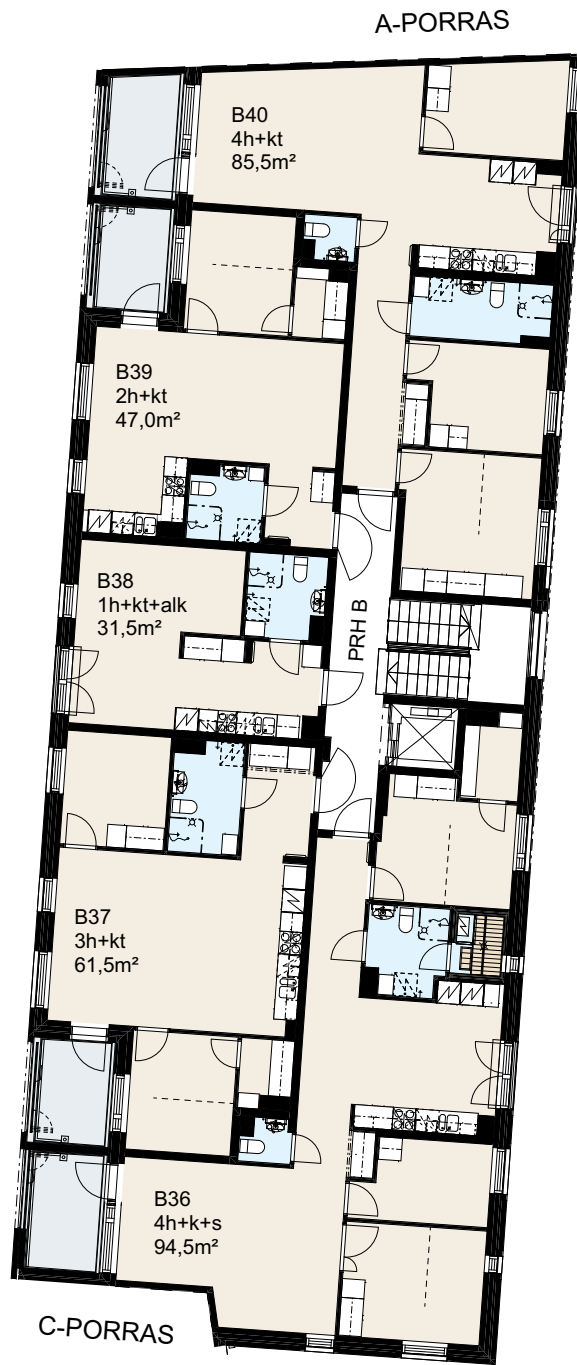 A-PORRAS
B40
4h+kt
85,5m²
B39
2h+kt
47,0m²
B38
1h+kt+alk
31,5m²
PRH B
B37
3h+kt
61,5m²
B36
4h+k+s
94,5m²
C-PORRAS